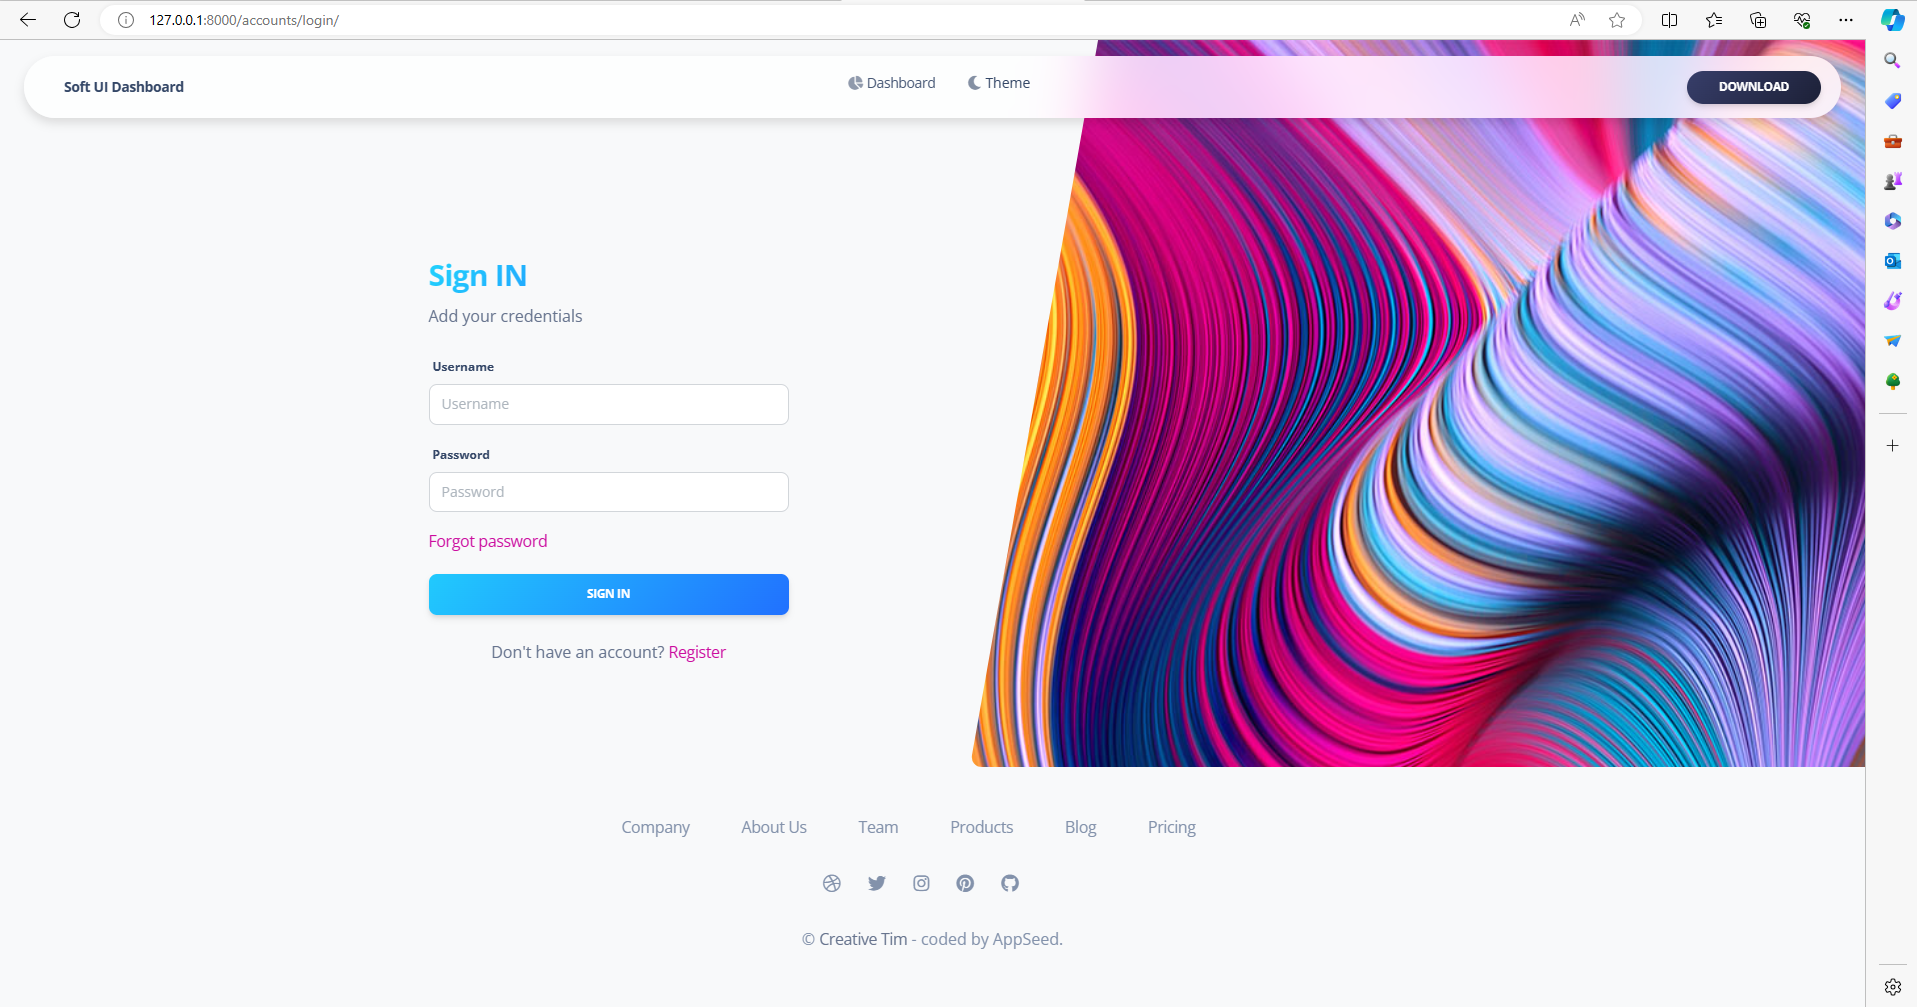 127.0.0.1:8000/accounts/login/
Soft UI Dashboard
Dashboard
Theme
DOWNLOAD
Sign IN
Add your credentials
Username
Username
Password
Password
Forgot password
SIGN IN
Don't have an account? Register
Company About Us Team Products Blog Pricing
© Creative Tim - coded by AppSeed.